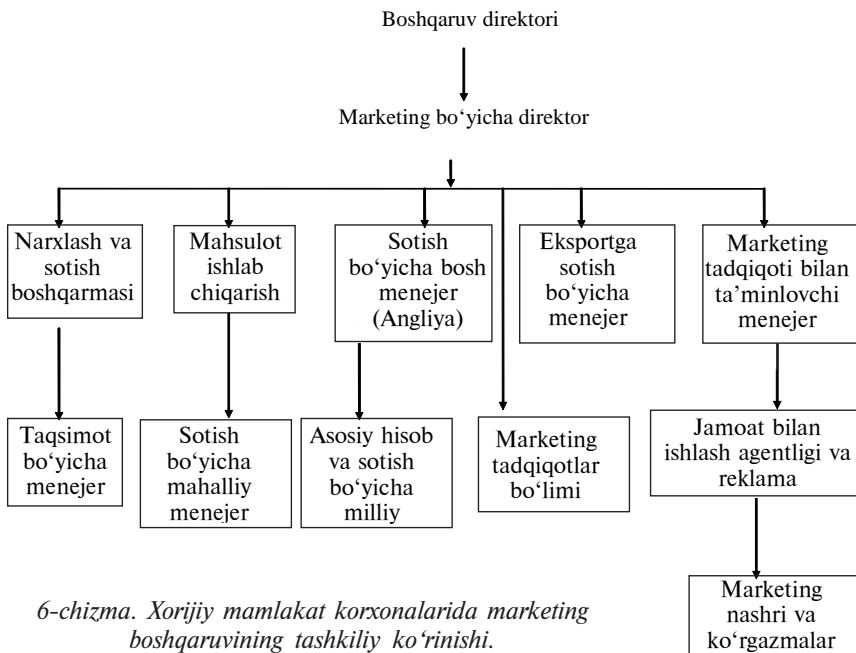 Boshqaruv direktori
Marketing bo‘yicha direktor
Narxlash va
sotish
boshqarmasi
Mahsulot
ishlab
chiqarish
Sotish
bo‘yicha bosh
menejer
(Angliya)
Eksportga
sotish
bo‘yicha
menejer
Marketing
tadqiqoti bilan
ta’minlovchi
menejer
Taqsimot
bo‘yicha
menejer
Sotish
bo‘yicha
mahalliy
menejer
Asosiy hisob
va sotish
bo‘yicha
milliy
Marketing
tadqiqotlar
bo‘limi
Jamoat bilan
ishlash agentligi va
reklama
Marketing
nashri va
ko‘rgazmalar
6-chizma. Xorijiy mamlakat korxonalarida marketing
boshqaruvining tashkiliy ko‘rinishi.